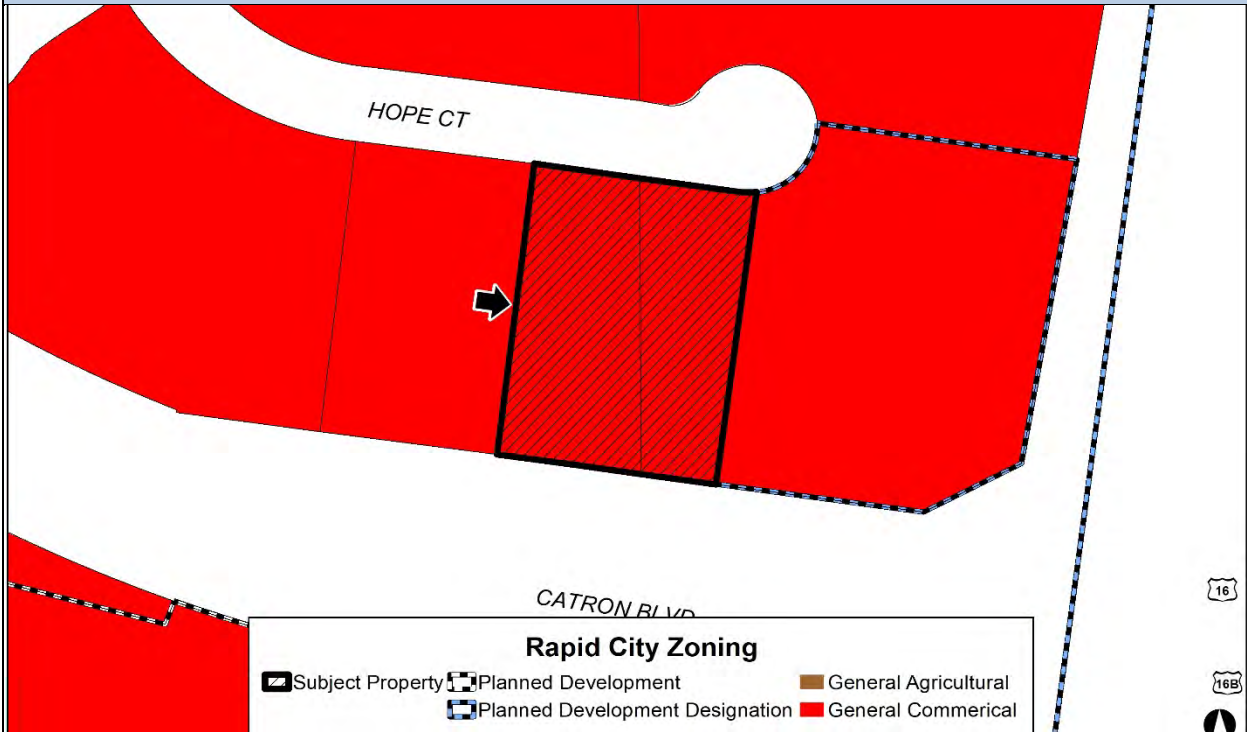 HOPE CT
CATRON BLVD
16
16B
Rapid City Zoning
Subject Property
Planned Development
General Agricultural
Planned Development Designation
General Commerical